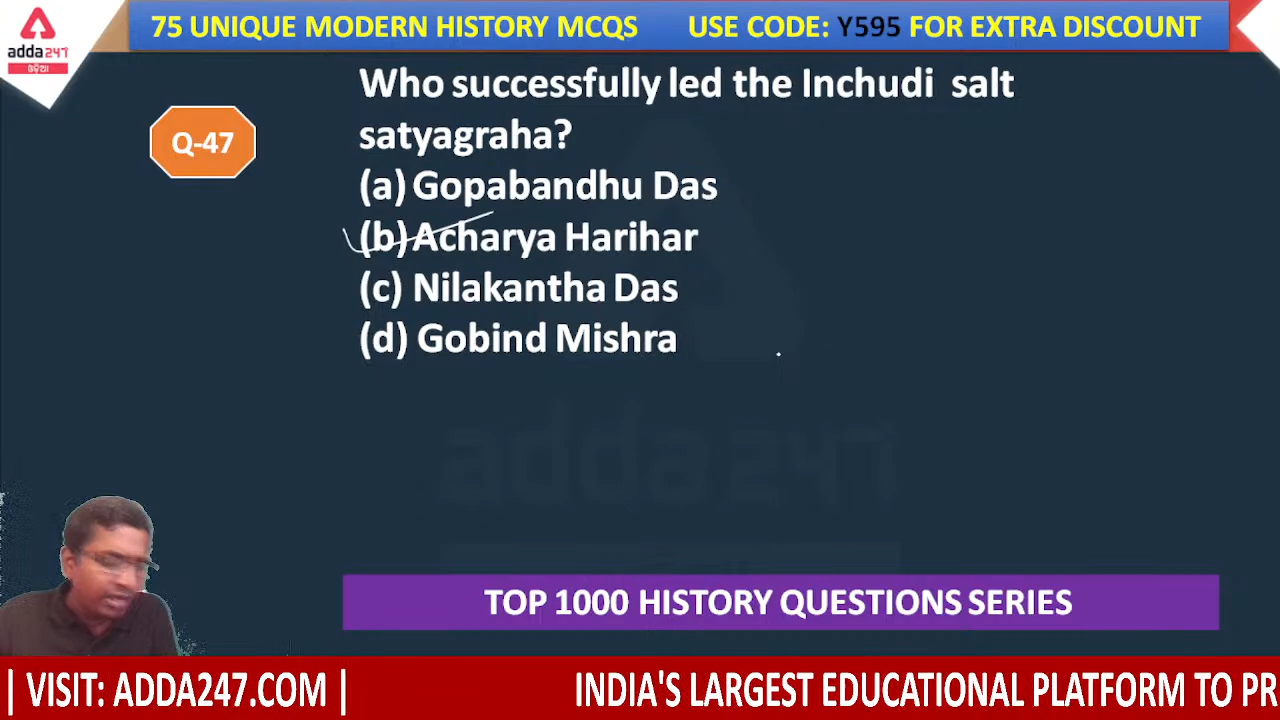 75 UNIQUE MODERN HISTORY MCQS USE CODE: Y595 FOR EXTRA DISCOUNT
adda247
ଓଡ଼ିଆ
Who successfully led the Inchudi salt
satyagraha?
Q-47
(a) Gopabandhu Das
(b) Acharya Harihar
(c) Nilakantha Das
(d) Gobind Mishra
adda247
TOP 1000 HISTORY QUESTIONS SERIES
| VISIT: ADDA247.COM | INDIA'S LARGEST EDUCATIONAL PLATFORM TO PR